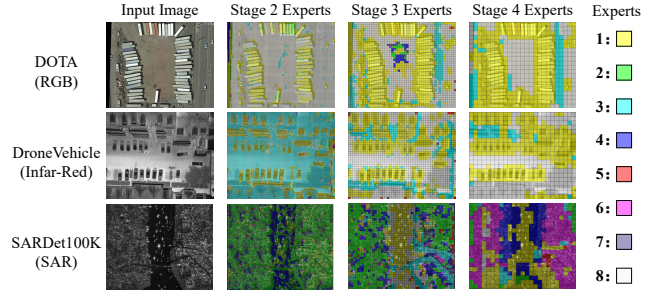 Input Image Stage 2 Experts Stage 3 Experts Stage 4 Experts Experts
DOTA
(RGB)
DroneVehicle
(Infar-Red)
SARDet100K
(SAR)
1:
2:
3:
4:
5:
6:
7:
8: